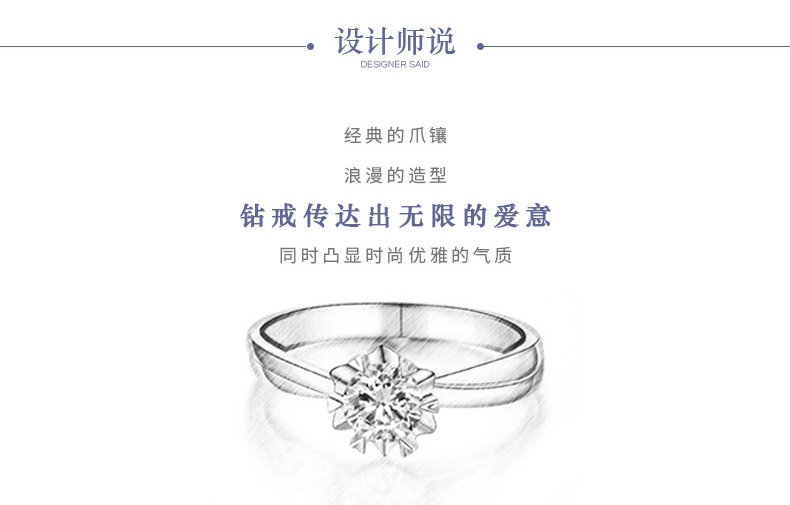 设计师说
DESIGNER SAID
经典的爪镶
浪漫的造型
钻戒传达出无限的爱意
同时凸显时尚优雅的气质